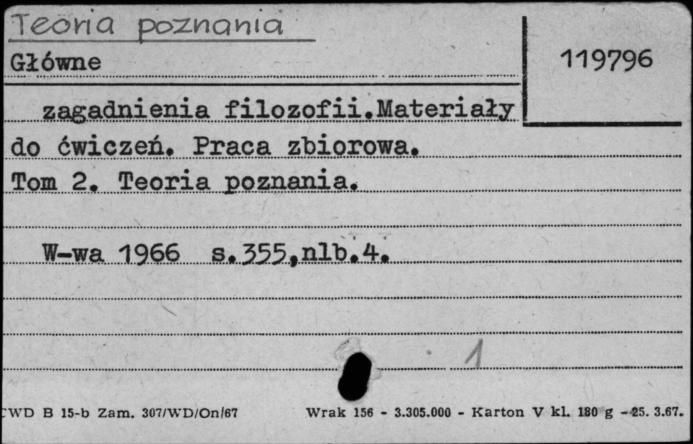 Teoria poznania
Główne
119796
zagadnienia filozofii.Materiały
do ćwiczeń. Praca zbiorowa.
Tom 2. Teoria poznania.
W-wa 1966 s.355,nlb.4.
1
CWD B 15-b Zam. 307/WD/On/67 Wrak 156 - 3.305.000 - Karton V kl. 180 g - 25. 3.67.